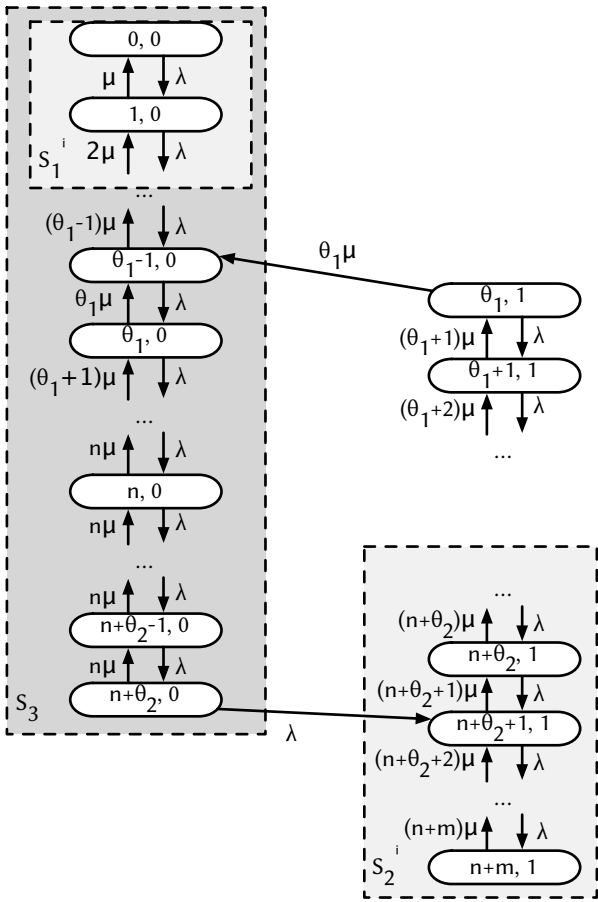 0, 0
μ λ
1, 0
S₁ⁱ 2μ λ
...
(θ₁-1)μ λ
θ₁-1, 0
θ₁μ
θ₁μ λ
θ₁, 0
(θ₁+1)μ λ
...
nμ λ
n, 0
nμ λ
...
nμ λ
n+θ₂-1, 0
nμ λ
n+θ₂, 0
S₃
λ
θ₁, 1
(θ₁+1)μ λ
θ₁+1, 1
(θ₁+2)μ λ
...
...
(n+θ₂)μ λ
n+θ₂, 1
(n+θ₂+1)μ λ
n+θ₂+1, 1
(n+θ₂+2)μ λ
...
(n+m)μ λ
S₂ⁱ n+m, 1